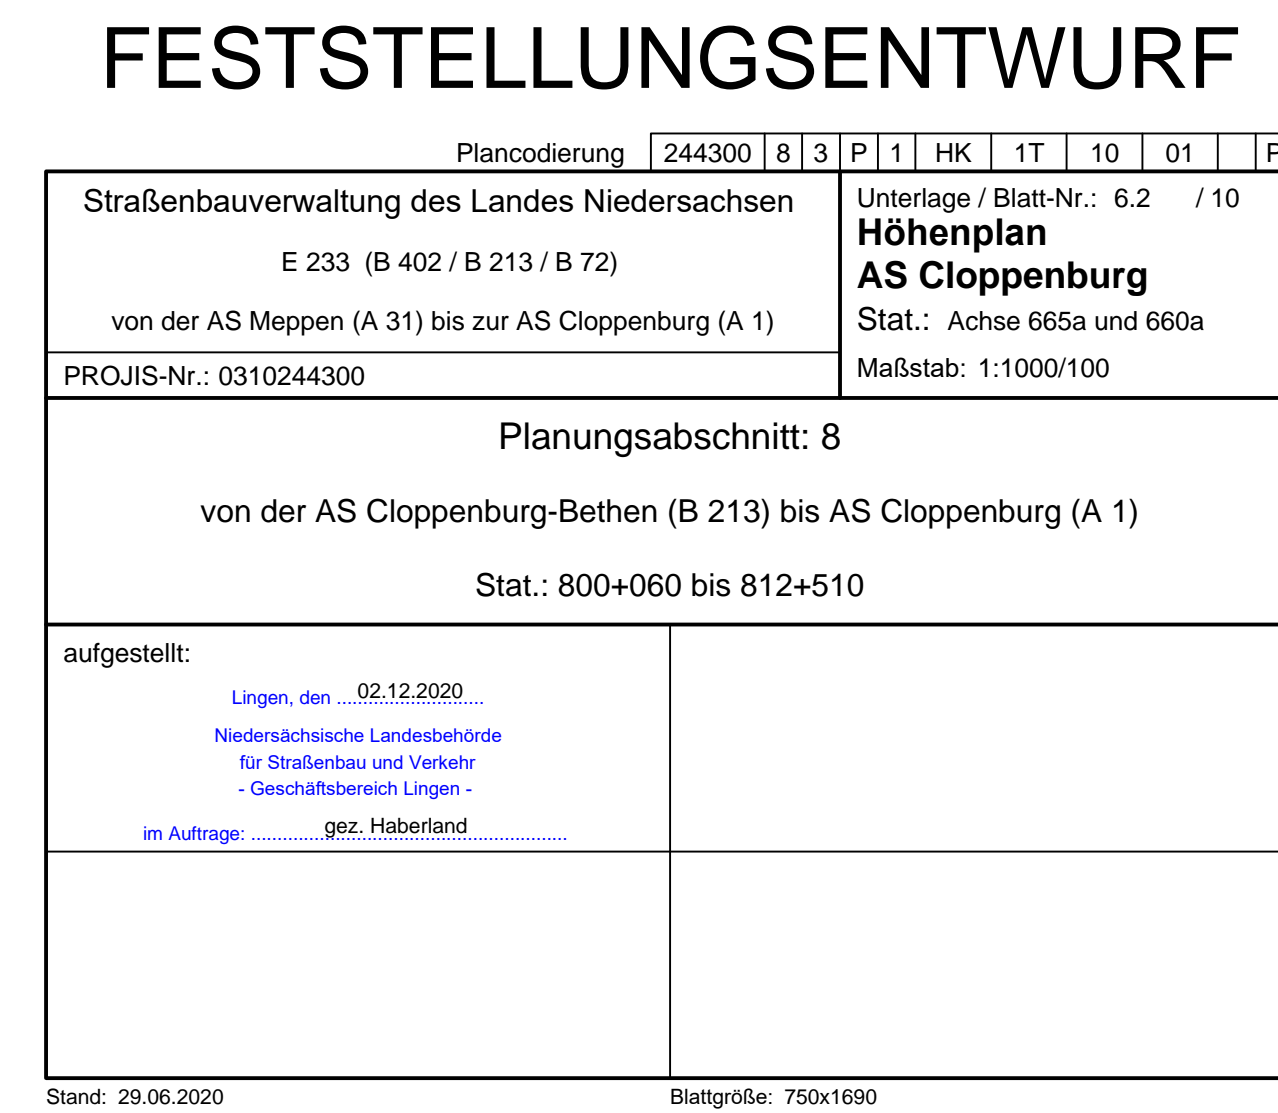 FESTSTELLUNGSENTWURF
Plancodierung 244300 8 3 P 1 HK 1T 10 01 P
Straßenbauverwaltung des Landes Niedersachsen
E 233 (B 402 / B 213 / B 72)
von der AS Meppen (A 31) bis zur AS Cloppenburg (A 1)
PROJIS-Nr.: 0310244300
Unterlage / Blatt-Nr.: 6.2 / 10
Höhenplan
AS Cloppenburg
Stat.: Achse 665a und 660a
Maßstab: 1:1000/100
Planungsabschnitt: 8
von der AS Cloppenburg-Bethen (B 213) bis AS Cloppenburg (A 1)
Stat.: 800+060 bis 812+510
aufgestellt:
Lingen, den 02.12.2020
Niedersächsische Landesbehörde
für Straßenbau und Verkehr
- Geschäftsbereich Lingen -
im Auftrage: gez. Haberland
Stand: 29.06.2020 Blattgröße: 750x1690